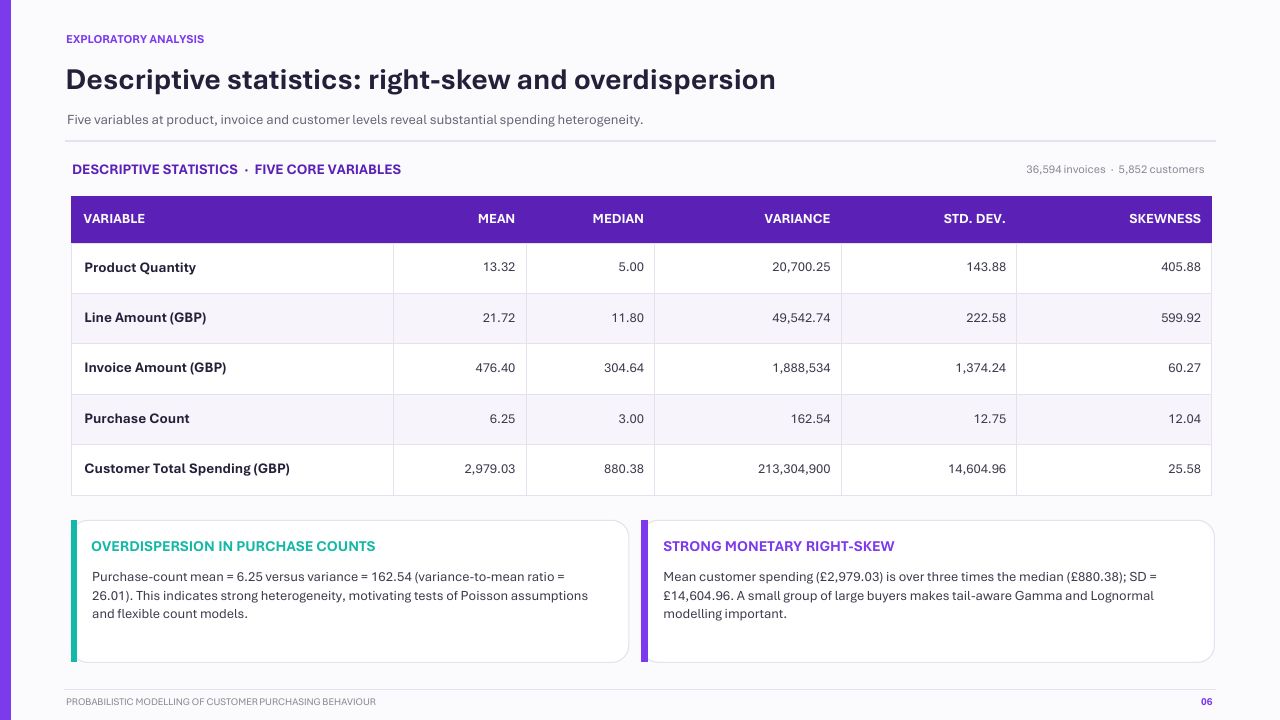 EXPLORATORY ANALYSIS
Descriptive statistics: right-skew and overdispersion
Five variables at product, invoice and customer levels reveal substantial spending heterogeneity.
DESCRIPTIVE STATISTICS · FIVE CORE VARIABLES
36,594 invoices · 5,852 customers
VARIABLE MEAN MEDIAN VARIANCE STD. DEV. SKEWNESS
Product Quantity 13.32 5.00 20,700.25 143.88 405.88
Line Amount (GBP) 21.72 11.80 49,542.74 222.58 599.92
Invoice Amount (GBP) 476.40 304.64 1,888,534 1,374.24 60.27
Purchase Count 6.25 3.00 162.54 12.75 12.04
Customer Total Spending (GBP) 2,979.03 880.38 213,304,900 14,604.96 25.58
OVERDISPERSION IN PURCHASE COUNTS
Purchase-count mean = 6.25 versus variance = 162.54 (variance-to-mean ratio =
26.01). This indicates strong heterogeneity, motivating tests of Poisson assumptions
and flexible count models.
STRONG MONETARY RIGHT-SKEW
Mean customer spending (£2,979.03) is over three times the median (£880.38); SD =
£14,604.96. A small group of large buyers makes tail-aware Gamma and Lognormal
modelling important.
PROBABILISTIC MODELLING OF CUSTOMER PURCHASING BEHAVIOUR
06